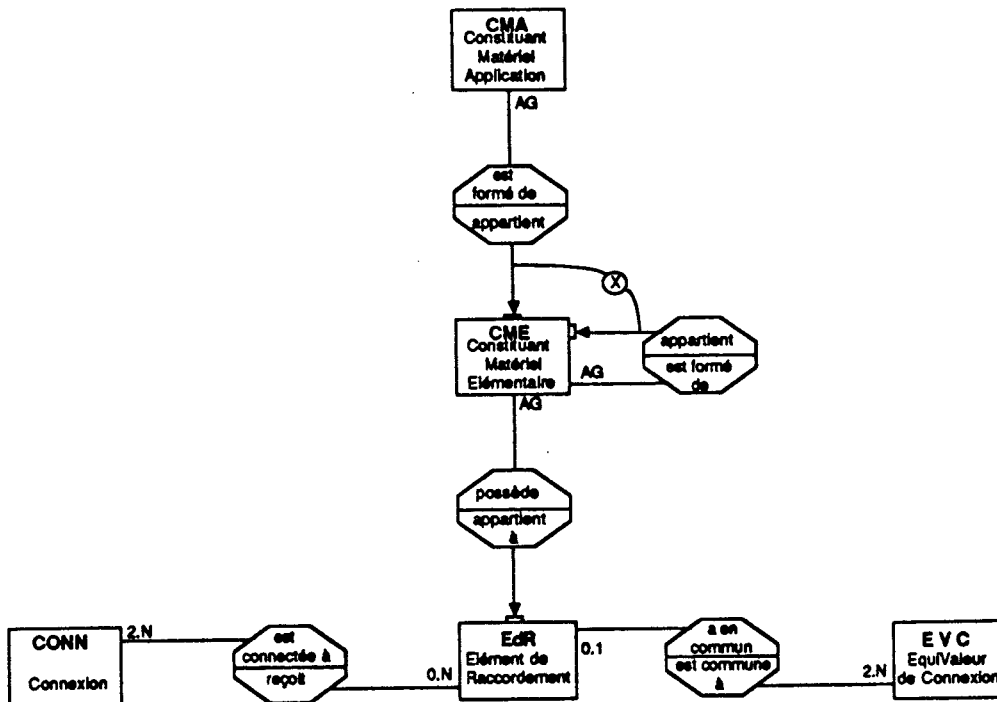 CMA
Constituant
Matériel
Application
AG
est
formé de
appartient
X
CME
Constituant
Matériel
Elémentaire
AG
AG
appartient
est formé
de
possède
appartient
à
CONN
Connexion
2.N
est
connectée à
reçoit
0.N
EdR
Elément de
Raccordement
0.1
a en
commun
est commune
à
2.N
E V C
EquiValeur
de Connexion